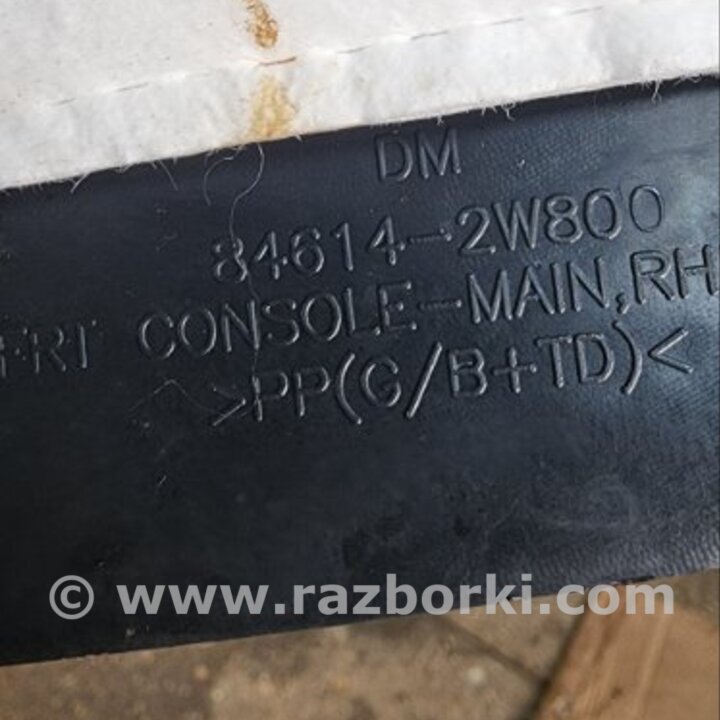 DM
84614-2W800
FRT CONSOLE-MAIN,RH
>PP(G/B+TD)<
© www.razborki.com